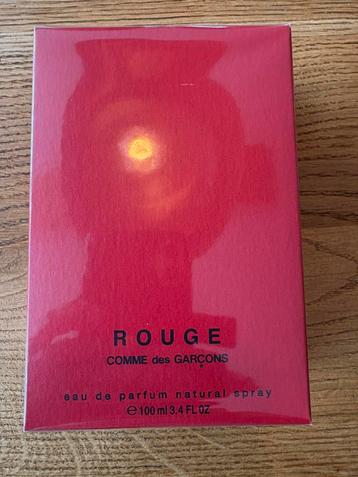 ROUGE
COMME des GARÇONS
eau de parfum natural spray
℮ 100 ml 3.4 FL OZ